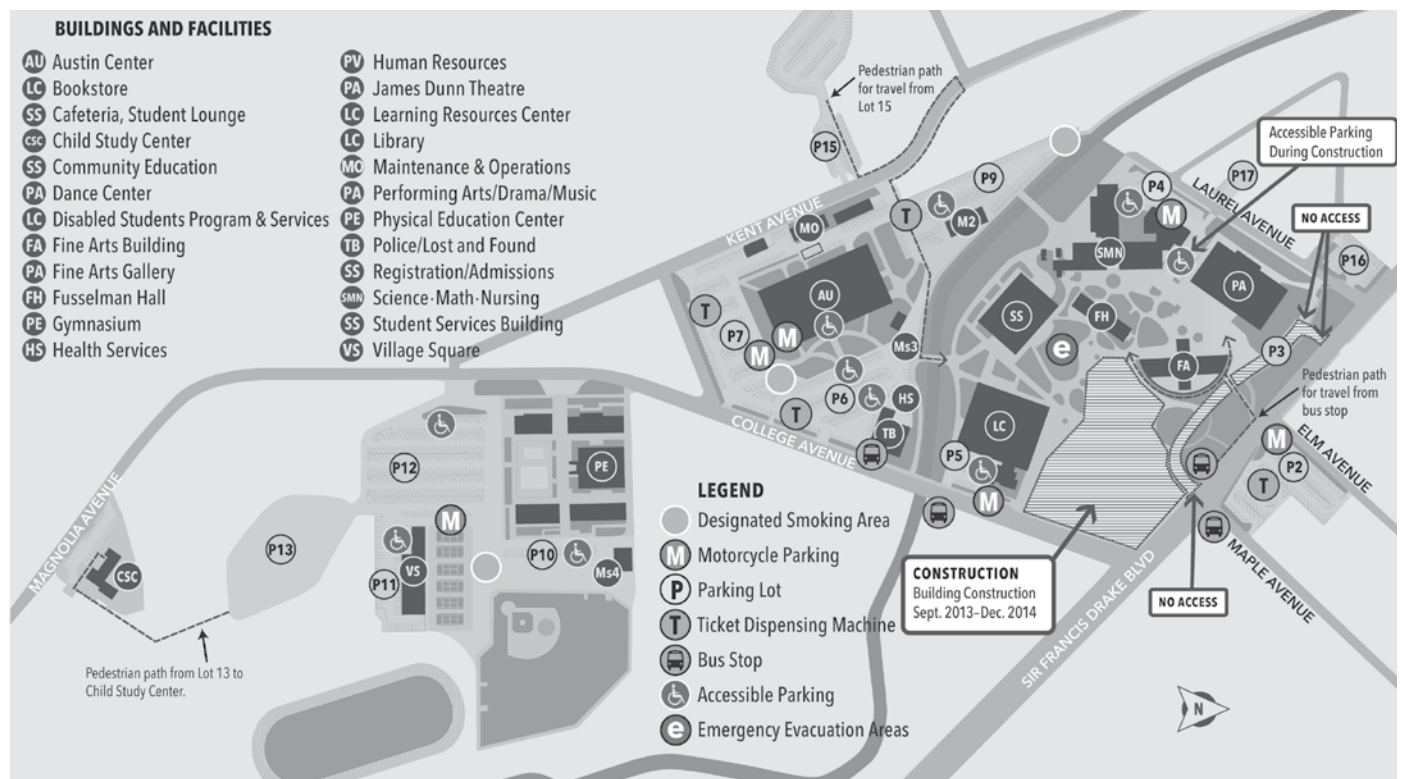 BUILDINGS AND FACILITIES
AU Austin Center
LC Bookstore
SS Cafeteria, Student Lounge
CSC Child Study Center
SS Community Education
PA Dance Center
LC Disabled Students Program & Services
FA Fine Arts Building
PA Fine Arts Gallery
FH Fusselman Hall
PE Gymnasium
HS Health Services
PV Human Resources
PA James Dunn Theatre
LC Learning Resources Center
LC Library
MO Maintenance & Operations
PA Performing Arts/Drama/Music
PE Physical Education Center
TB Police/Lost and Found
SS Registration/Admissions
SMN Science·Math·Nursing
SS Student Services Building
VS Village Square
Pedestrian path
for travel from
Lot 15
P15
KENT AVENUE
MO
T
P9
M2
Accessible Parking
During Construction
P4
M
P17
LAUREL AVENUE
NO ACCESS
P16
SMN
PA
AU
SS
FH
e
T
P7
M
M
Ms3
FA
P3
Pedestrian path
for travel from
bus stop
P6
HS
T
TB
COLLEGE AVENUE
LC
P5
M
M
P2
T
ELM AVENUE
MAPLE AVENUE
NO ACCESS
SIR FRANCIS DRAKE BLVD
CONSTRUCTION
Building Construction
Sept. 2013–Dec. 2014
N
MAGNOLIA AVENUE
CSC
P13
P12
PE
M
P10
VS
P11
Ms4
Pedestrian path from Lot 13 to
Child Study Center.
LEGEND
Designated Smoking Area
M Motorcycle Parking
P Parking Lot
T Ticket Dispensing Machine
Bus Stop
Accessible Parking
e Emergency Evacuation Areas